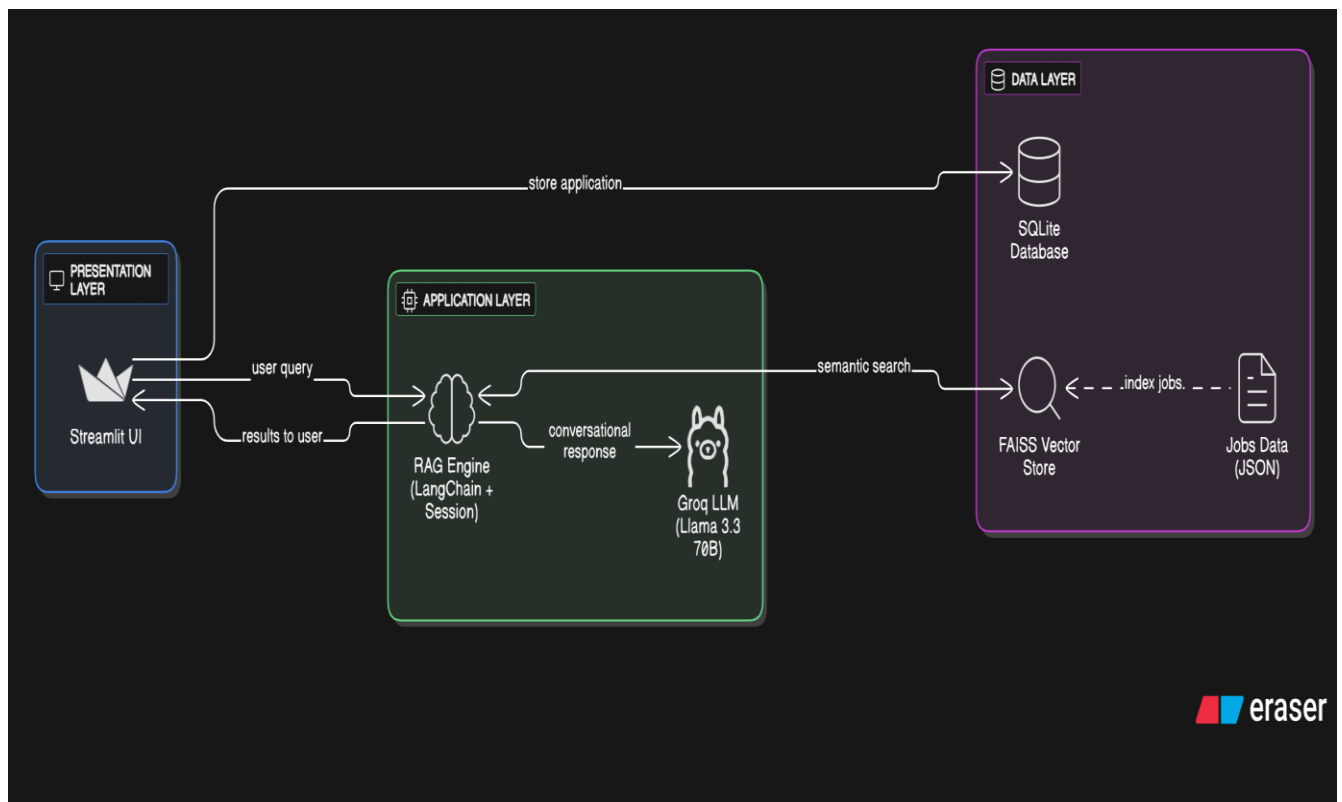 DATA LAYER
store application
SQLite
Database
PRESENTATION
LAYER
APPLICATION LAYER
user query
semantic search
index jobs.
Streamlit UI
results to user
conversational
response
RAG Engine
(LangChain +
Session)
Groq LLM
(Llama 3.3
70B)
FAISS Vector
Store
Jobs Data
(JSON)
eraser